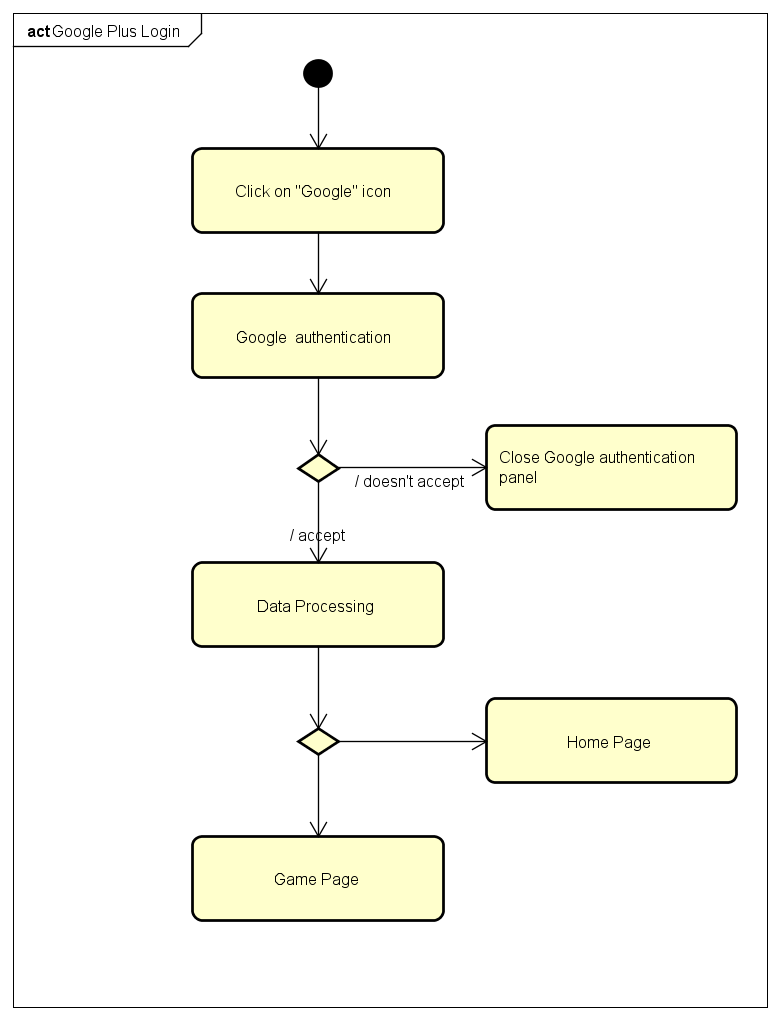 act Google Plus Login
Click on "Google" icon
Google  authentication
Close Google authentication
panel
/ doesn't accept
/ accept
Data Processing
Home Page
Game Page